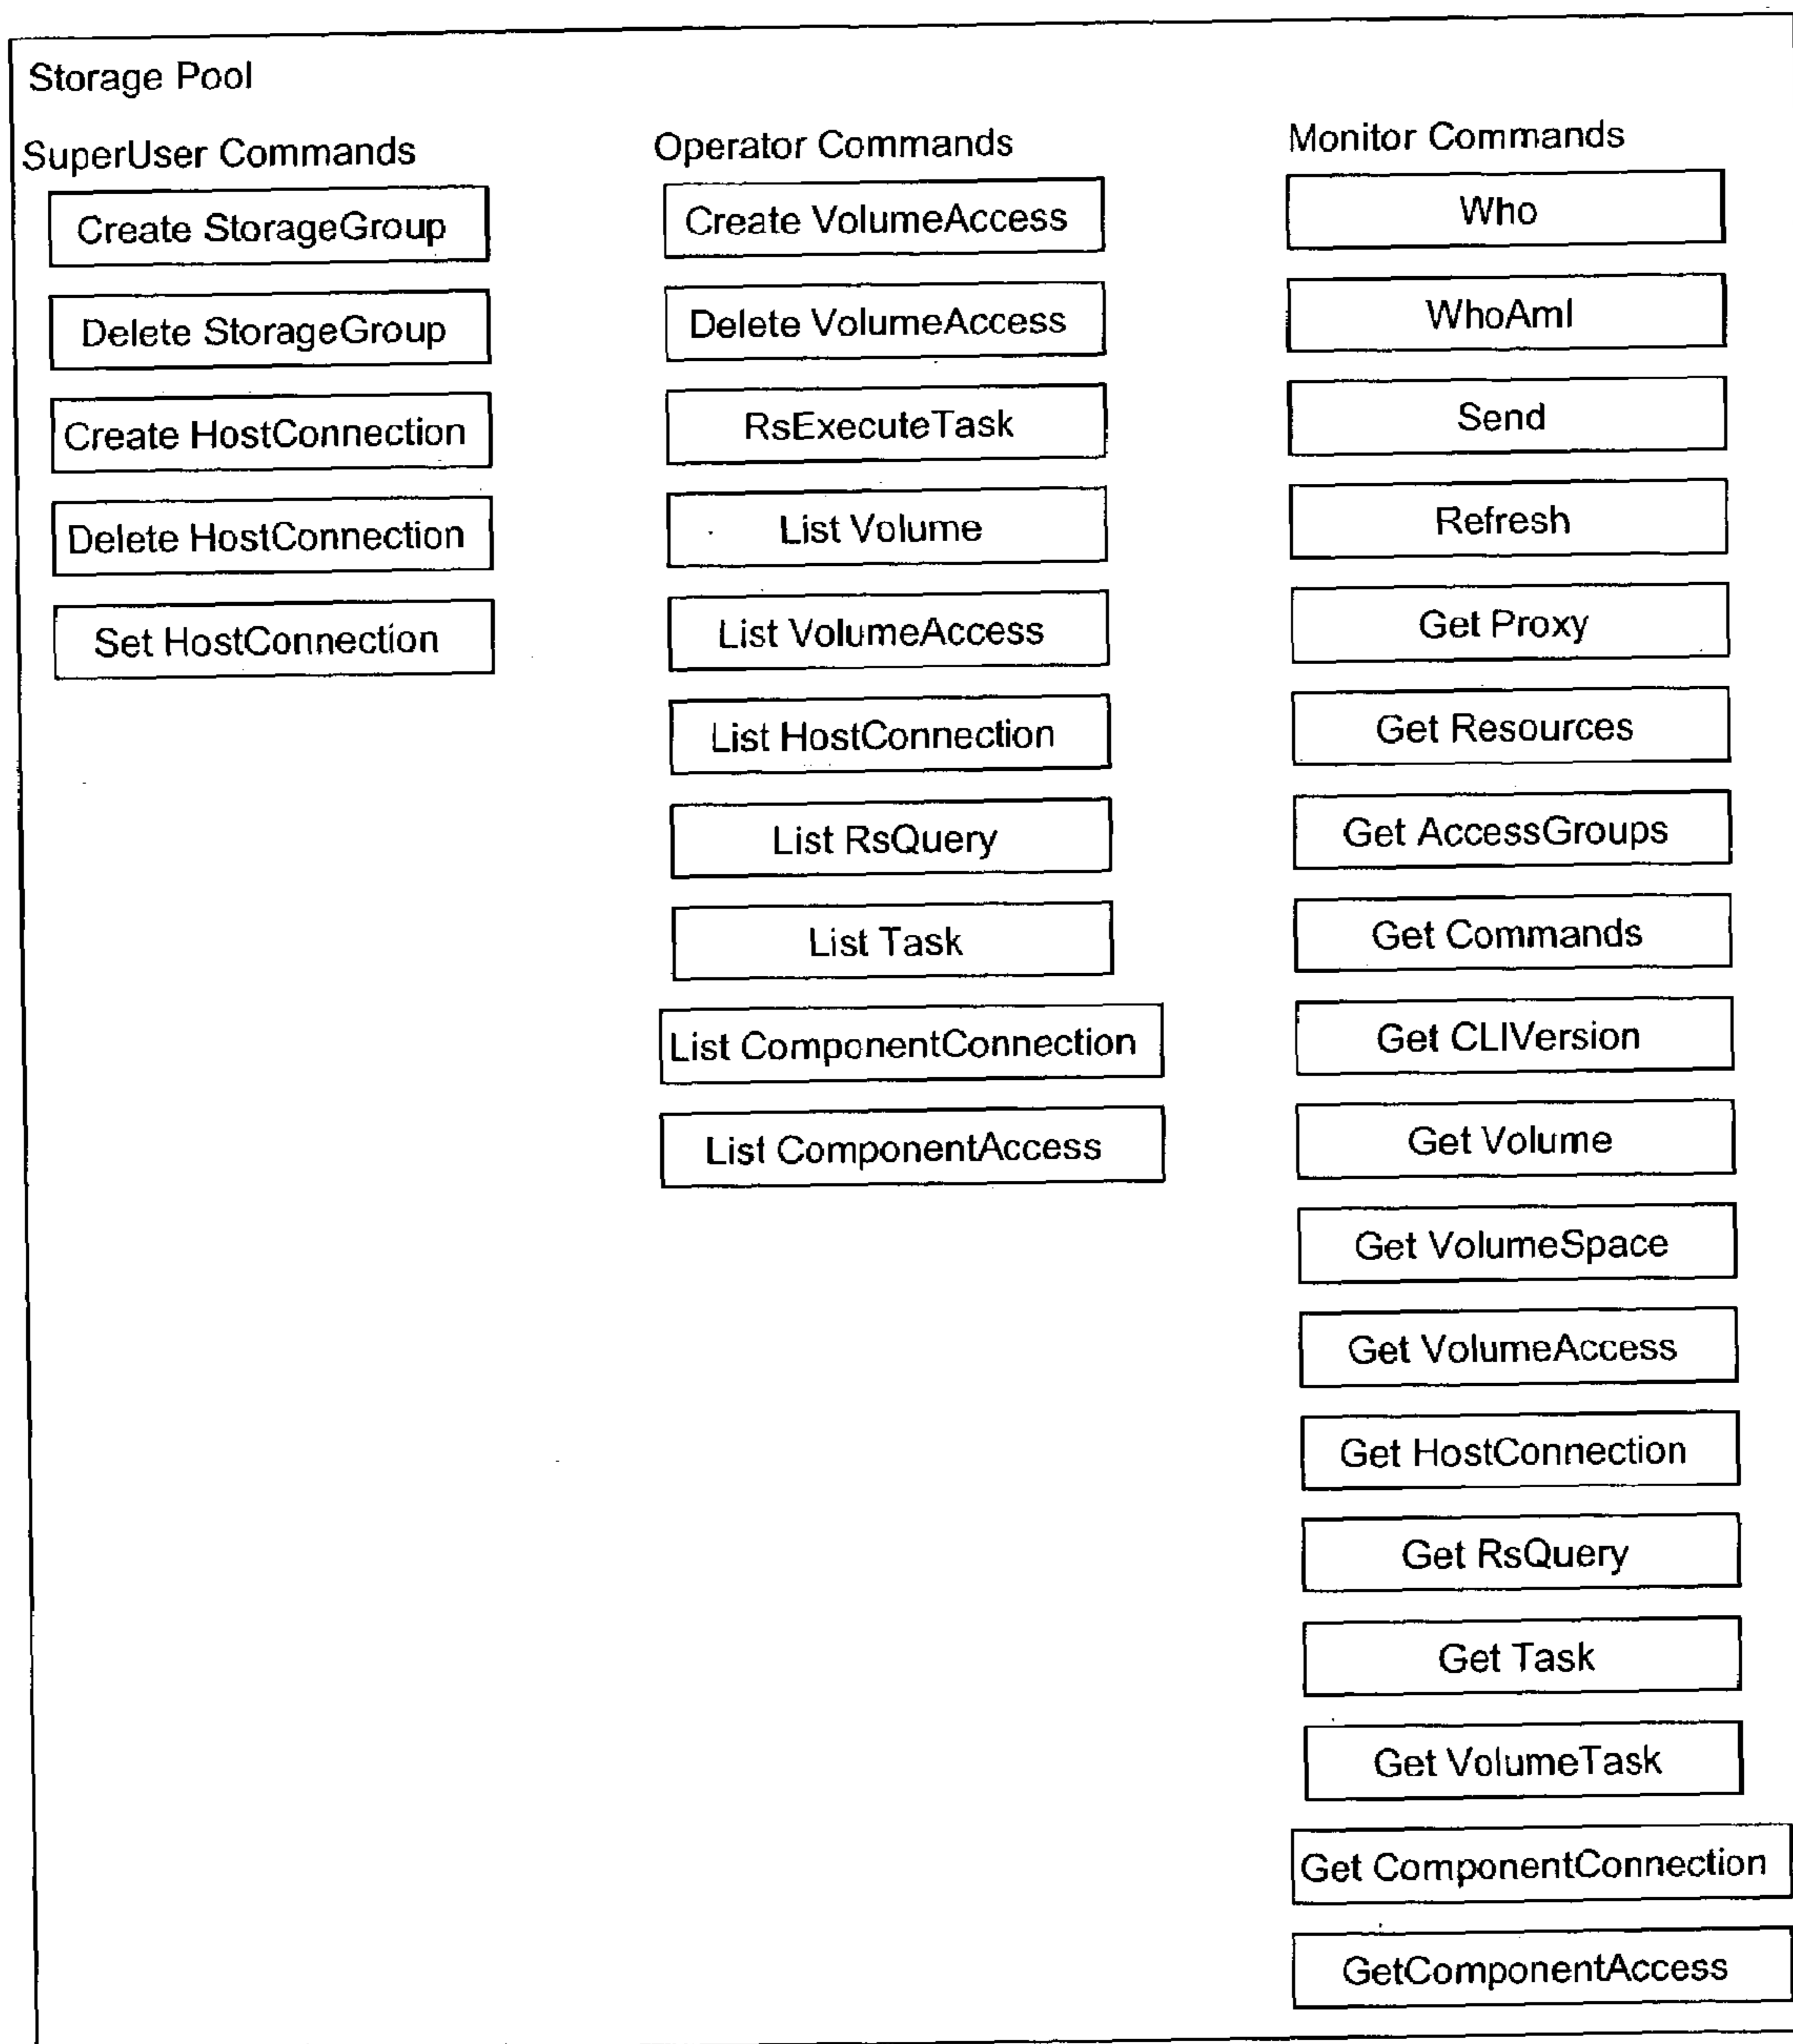 Storage Pool
SuperUser Commands
Create StorageGroup
Delete StorageGroup
Create HostConnection
Delete HostConnection
Set HostConnection
Operator Commands
Create VolumeAccess
Delete VolumeAccess
RsExecuteTask
List Volume
List VolumeAccess
List HostConnection
List RsQuery
List Task
List ComponentConnection
List ComponentAccess
Monitor Commands
Who
WhoAmI
Send
Refresh
Get Proxy
Get Resources
Get AccessGroups
Get Commands
Get CLIVersion
Get Volume
Get VolumeSpace
Get VolumeAccess
Get HostConnection
Get RsQuery
Get Task
Get VolumeTask
Get ComponentConnection
GetComponentAccess